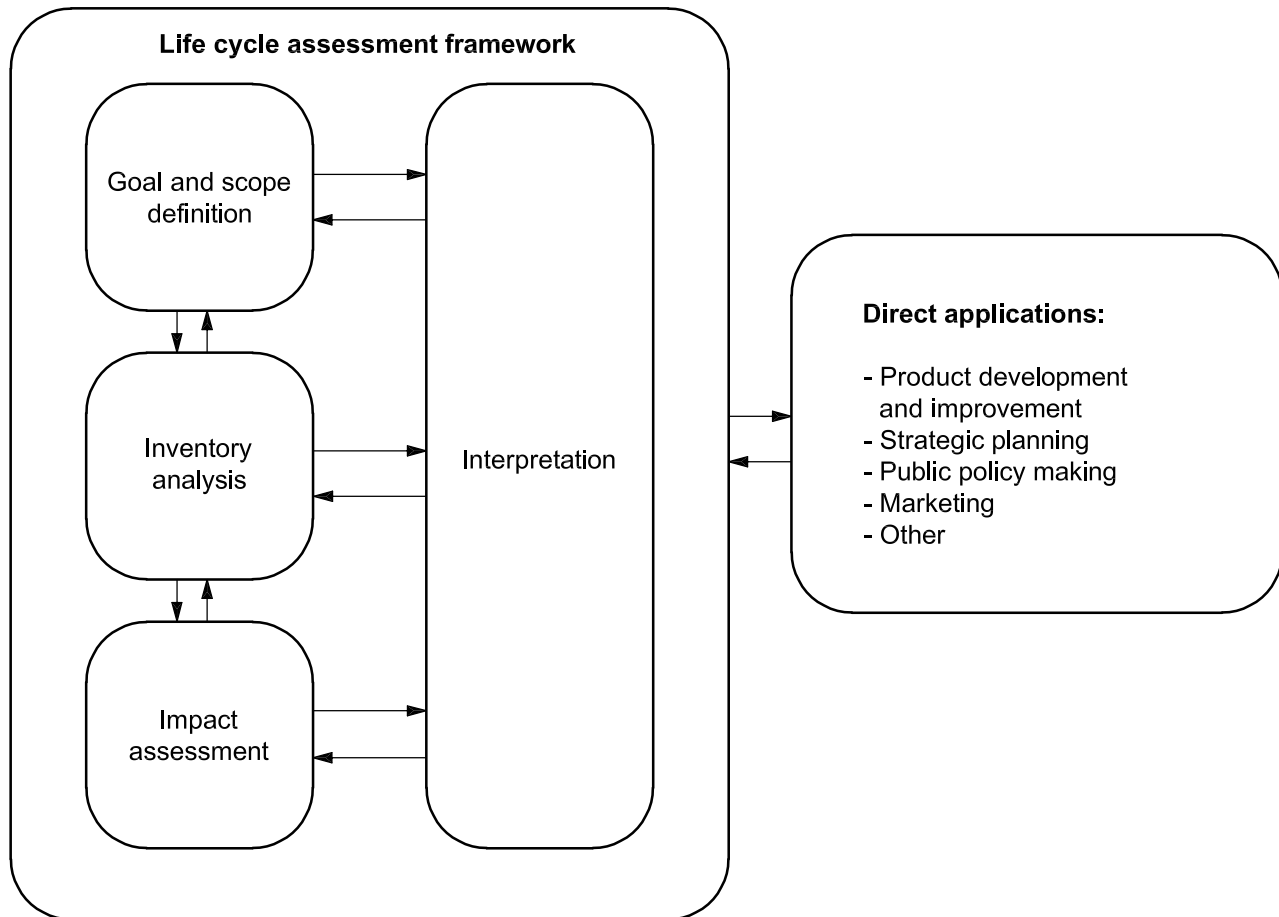 Life cycle assessment framework
Goal and scope
definition
Inventory
analysis
Impact
assessment
Interpretation
Direct applications:
- Product development
and improvement
- Strategic planning
- Public policy making
- Marketing
- Other